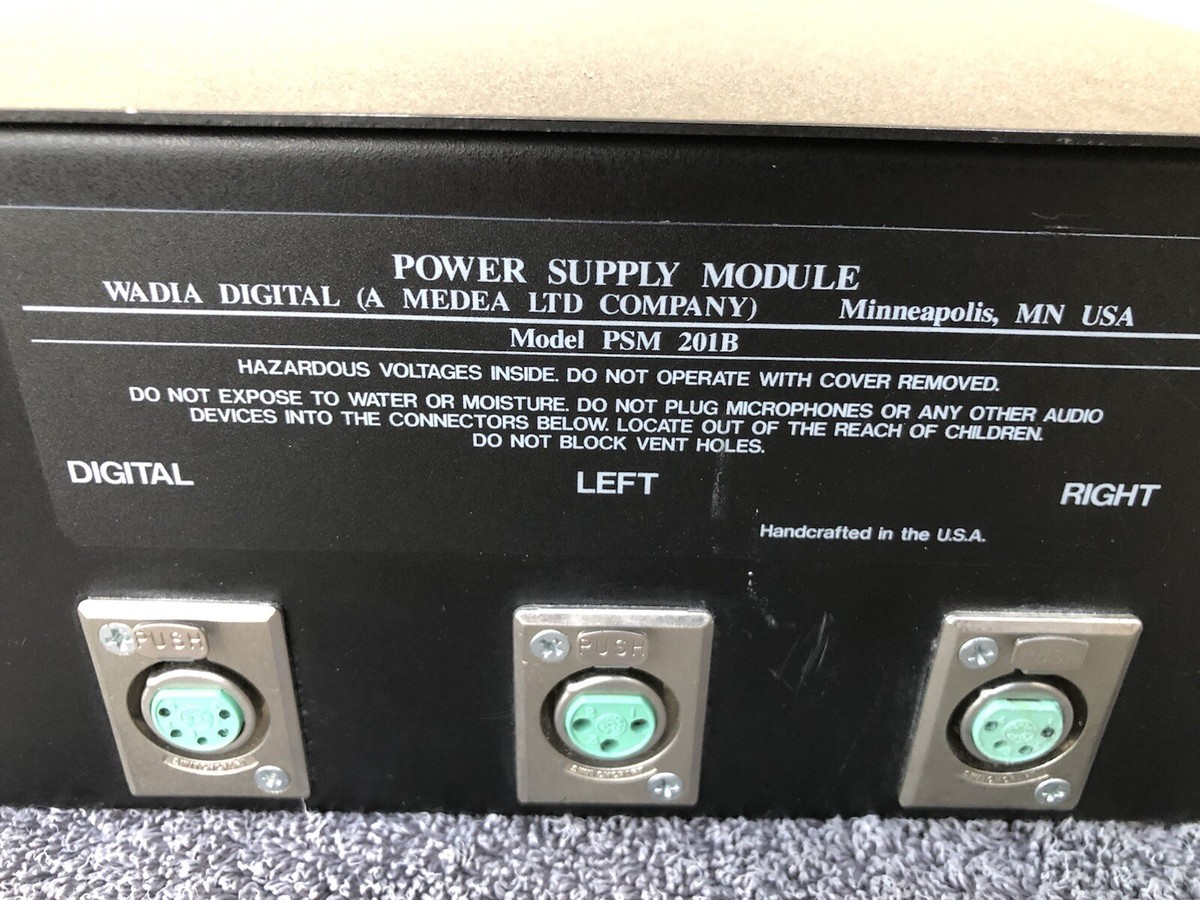 POWER SUPPLY MODULE
WADIA DIGITAL (A MEDEA LTD COMPANY) Minneapolis, MN USA
Model PSM 201B
HAZARDOUS VOLTAGES INSIDE. DO NOT OPERATE WITH COVER REMOVED.
DO NOT EXPOSE TO WATER OR MOISTURE. DO NOT PLUG MICROPHONES OR ANY OTHER AUDIO
DEVICES INTO THE CONNECTORS BELOW. LOCATE OUT OF THE REACH OF CHILDREN.
DO NOT BLOCK VENT HOLES.
DIGITAL LEFT RIGHT
Handcrafted in the U.S.A.
PUSH PUSH